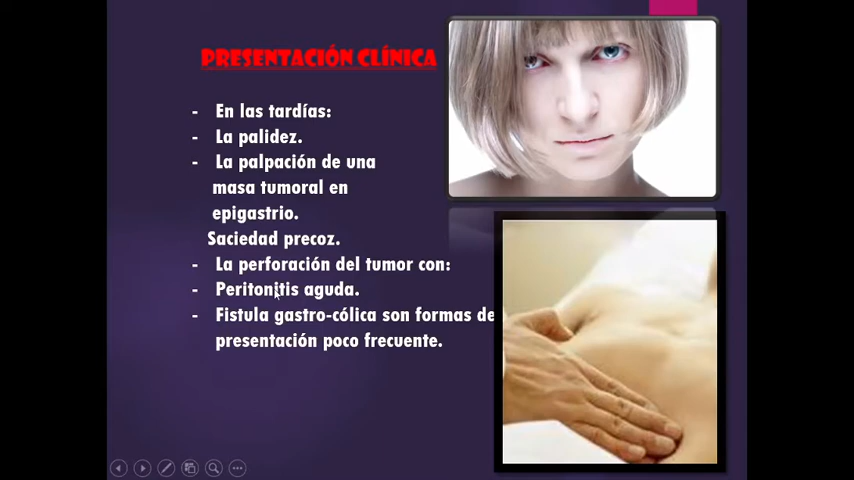 PRESENTACIÓN CLÍNICA
- En las tardías:
- La palidez.
- La palpación de una
masa tumoral en
epigastrio.
Saciedad precoz.
- La perforación del tumor con:
- Peritonitis aguda.
- Fistula gastro-cólica son formas de
presentación poco frecuente.